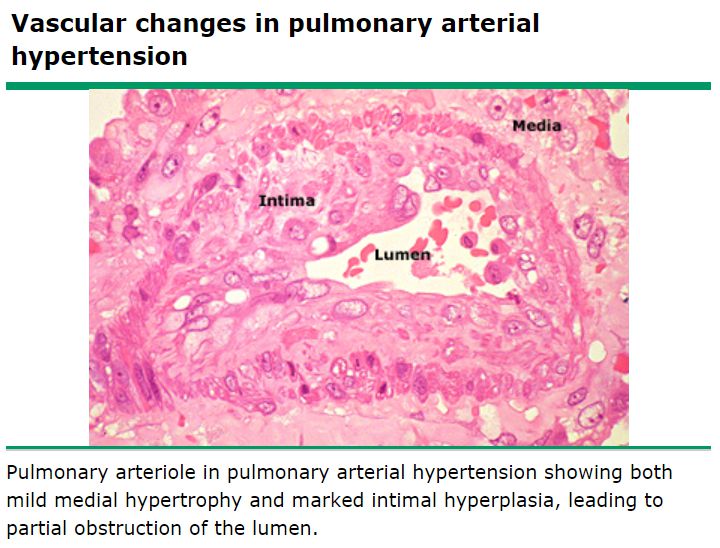 Vascular changes in pulmonary arterial
hypertension
Media
Intima
Lumen
Pulmonary arteriole in pulmonary arterial hypertension showing both
mild medial hypertrophy and marked intimal hyperplasia, leading to
partial obstruction of the lumen.